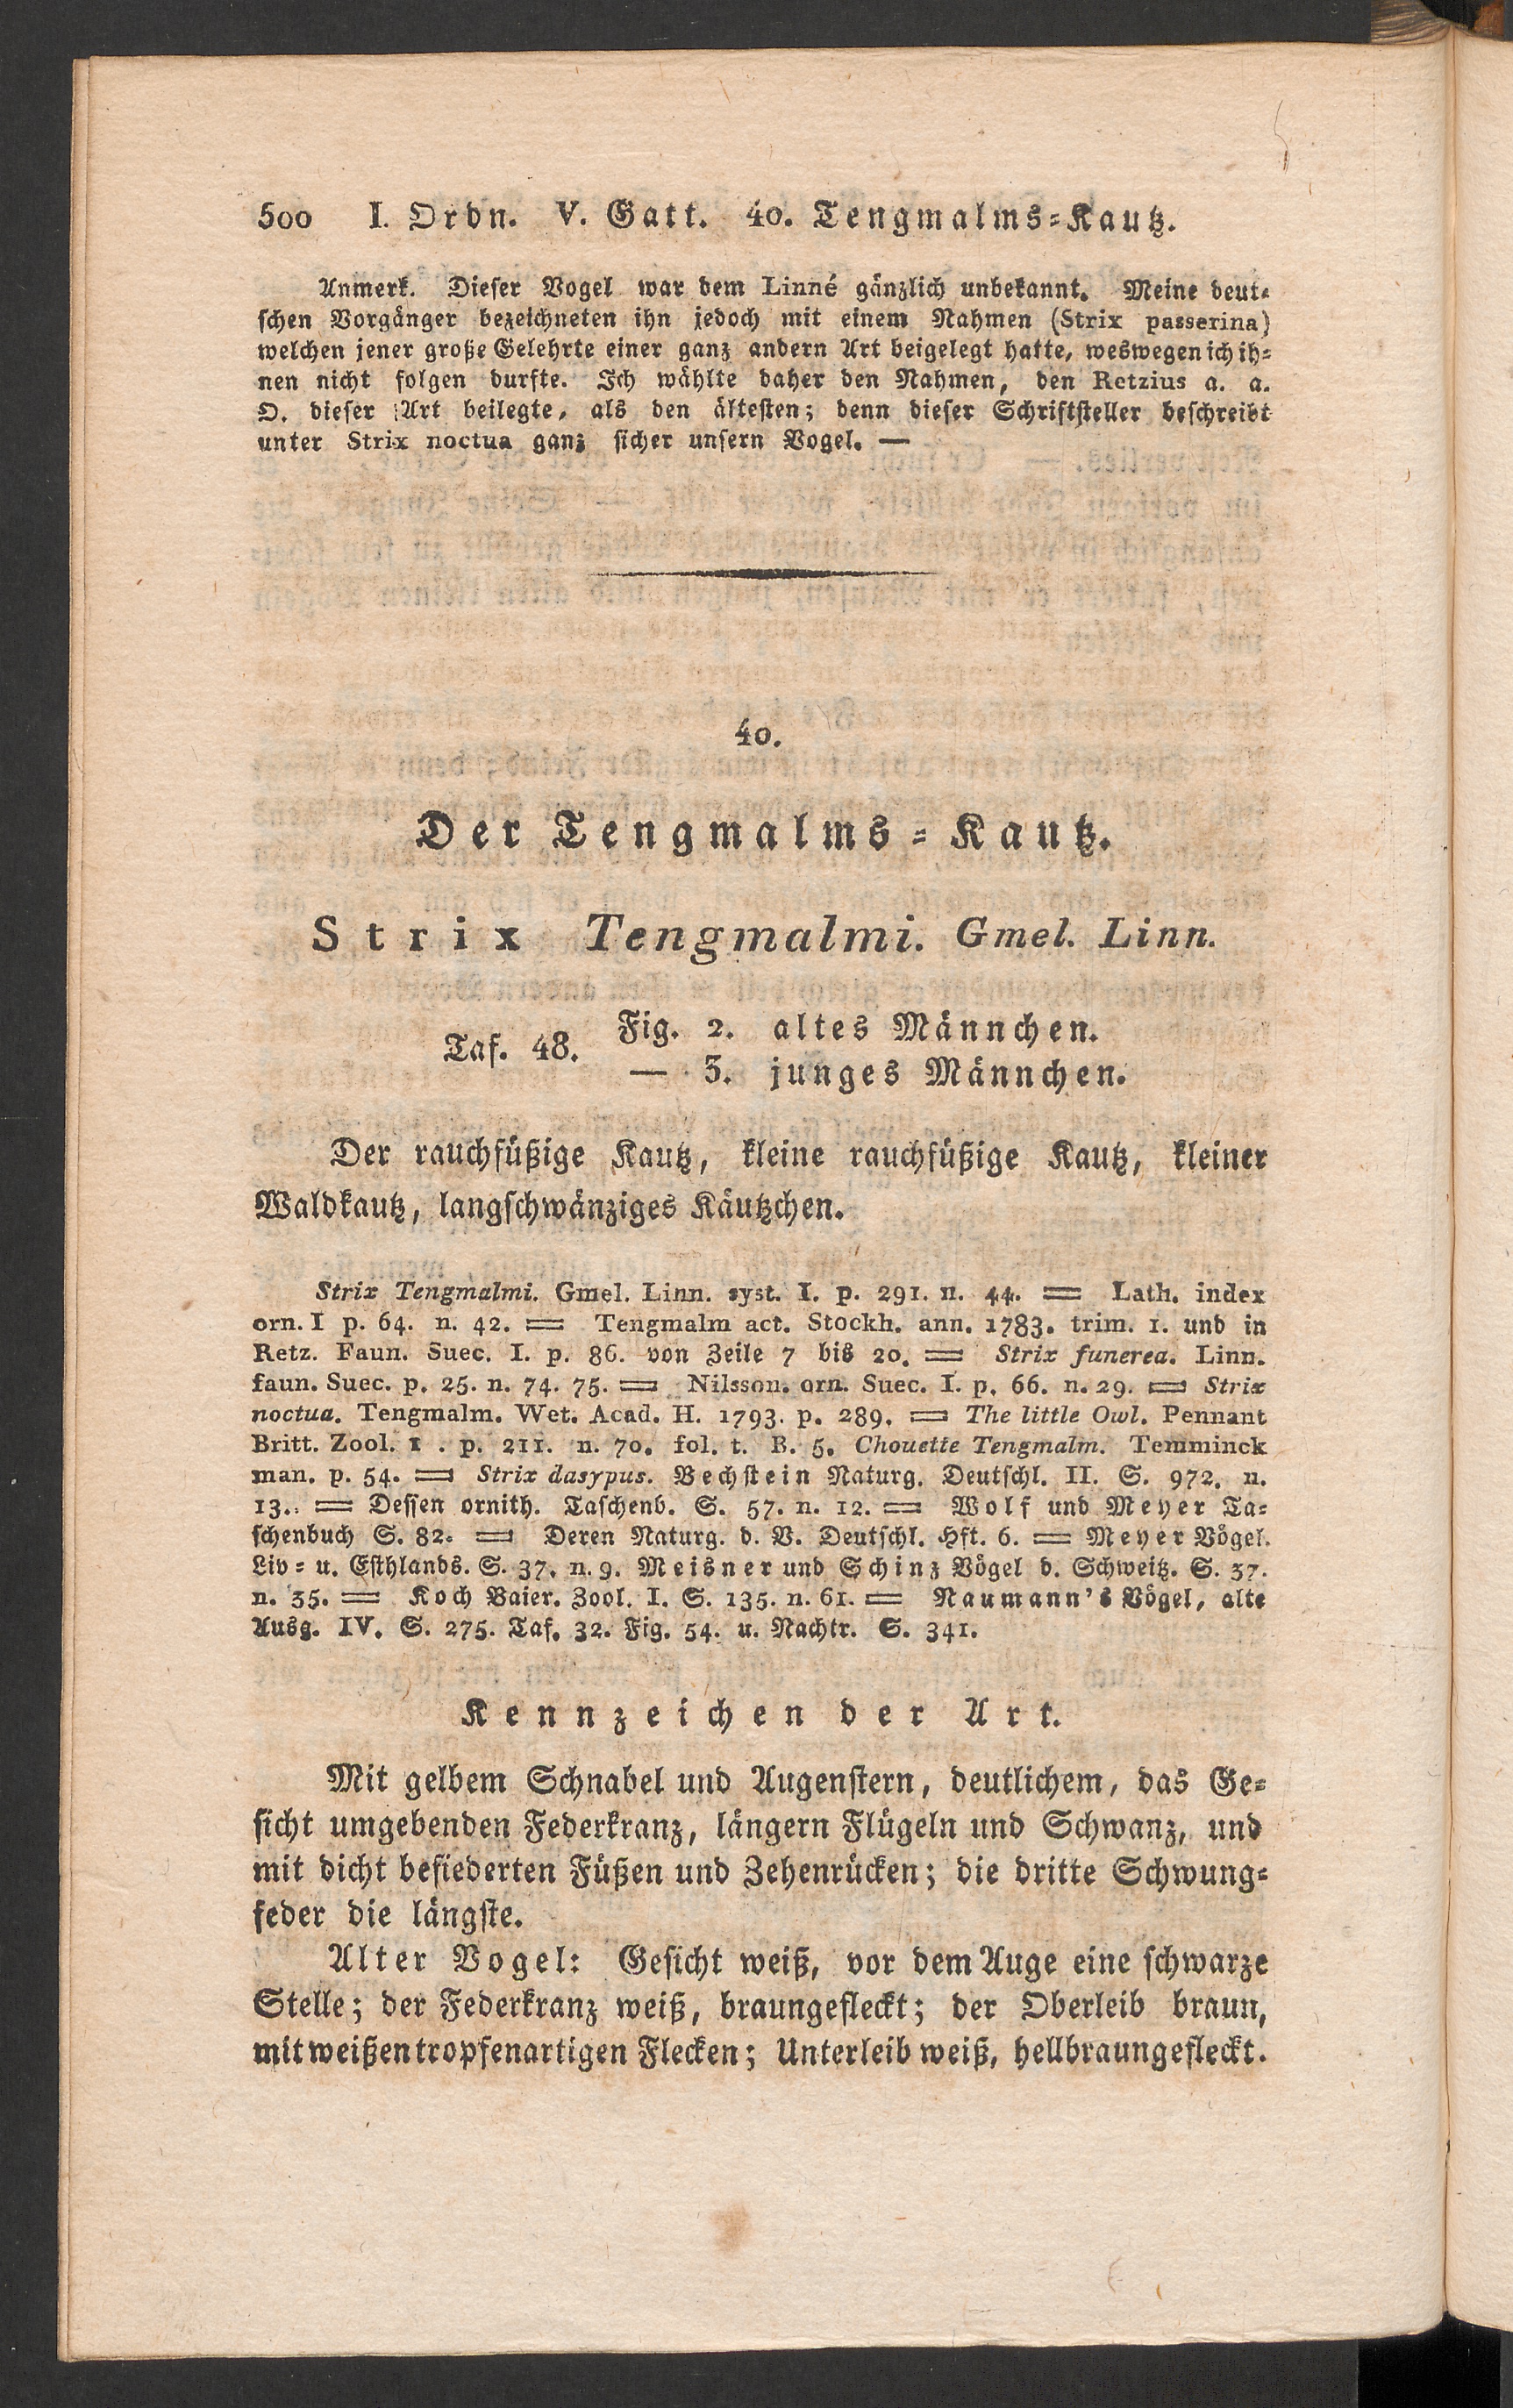 500 I. Ordn. V. Gatt. 40. Tengmalms=Kautz.
Anmerk. Dieser Vogel war dem Linné gänzlich unbekannt. Meine deut=
schen Vorgänger bezeichneten ihn jedoch mit einem Nahmen (Strix passerina)
welchen jener große Gelehrte einer ganz andern Art beigelegt hatte, weswegen ich ih=
nen nicht folgen durfte. Ich wählte daher den Nahmen, den Retzius a. a.
O. dieser Art beilegte, als den ältesten; denn dieser Schriftsteller beschreibt
unter Strix noctua ganz sicher unsern Vogel. —
40.
Der Tengmalms=Kautz.
Strix Tengmalmi. Gmel. Linn.
Taf. 48. Fig. 2. altes Männchen.
— 3. junges Männchen.
Der rauchfüßige Kautz, kleine rauchfüßige Kautz, kleiner
Waldkautz, langschwänziges Käutzchen.
Strix Tengmalmi. Gmel. Linn. syst. I. p. 291. n. 44. = Lath. index
orn. I p. 64. n. 42. = Tengmalm act. Stockh. ann. 1783. trim. 1. und in
Retz. Faun. Suec. I. p. 86. von Zeile 7 bis 20. = Strix funerea. Linn.
faun. Suec. p. 25. n. 74. 75. = Nilsson. orn. Suec. I. p. 66. n. 29. = Strix
noctua. Tengmalm. Wet. Acad. H. 1793. p. 289. = The little Owl. Pennant
Britt. Zool. I . p. 211. n. 70. fol. t. B. 5. Chouette Tengmalm. Temminck
man. p. 54. = Strix dasypus. Bechstein Naturg. Deutschl. II. S. 972. n.
13. = Dessen ornith. Taschenb. S. 57. n. 12. = Wolf und Meyer Ta=
schenbuch S. 82. = Deren Naturg. d. V. Deutschl. Hft. 6. = Meyer Vögel.
Liv= u. Esthlands. S. 37. n. 9. Meisner und Schinz Vögel d. Schweitz. S. 37.
n. 35. = Koch Baier. Zool. I. S. 135. n. 61. = Naumann's Vögel, alte
Ausg. IV. S. 275. Taf. 32. Fig. 54. u. Nachtr. S. 341.
Kennzeichen der Art.
Mit gelbem Schnabel und Augenstern, deutlichem, das Ge=
sicht umgebenden Federkranz, längern Flügeln und Schwanz, und
mit dicht befiederten Füßen und Zehenrücken; die dritte Schwung=
feder die längste.
Alter Vogel: Gesicht weiß, vor dem Auge eine schwarze
Stelle; der Federkranz weiß, braungefleckt; der Oberleib braun,
mit weißen tropfenartigen Flecken; Unterleib weiß, hellbraungefleckt.